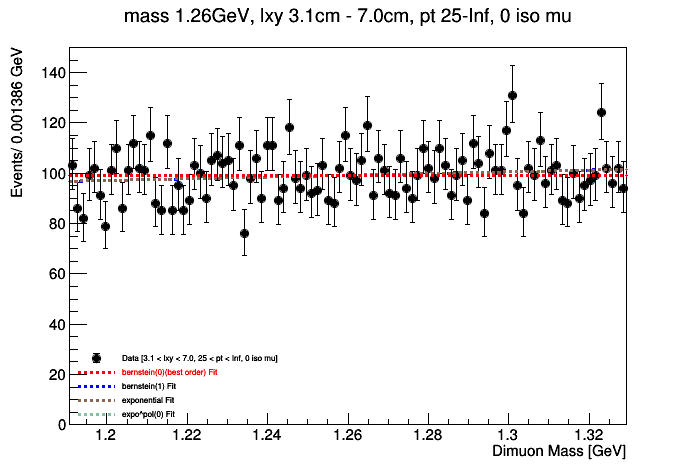 mass 1.26GeV, lxy 3.1cm - 7.0cm, pt 25-Inf, 0 iso mu
Events/ 0.001386 GeV
140
120
100
80
60
40
20
0
Data [3.1 < lxy < 7.0, 25 < pt < Inf, 0 iso mu]
bernstein(0)(best order) Fit
bernstein(1) Fit
exponential Fit
expo^pol(0) Fit
1.2 1.22 1.24 1.26 1.28 1.3 1.32
Dimuon Mass [GeV]